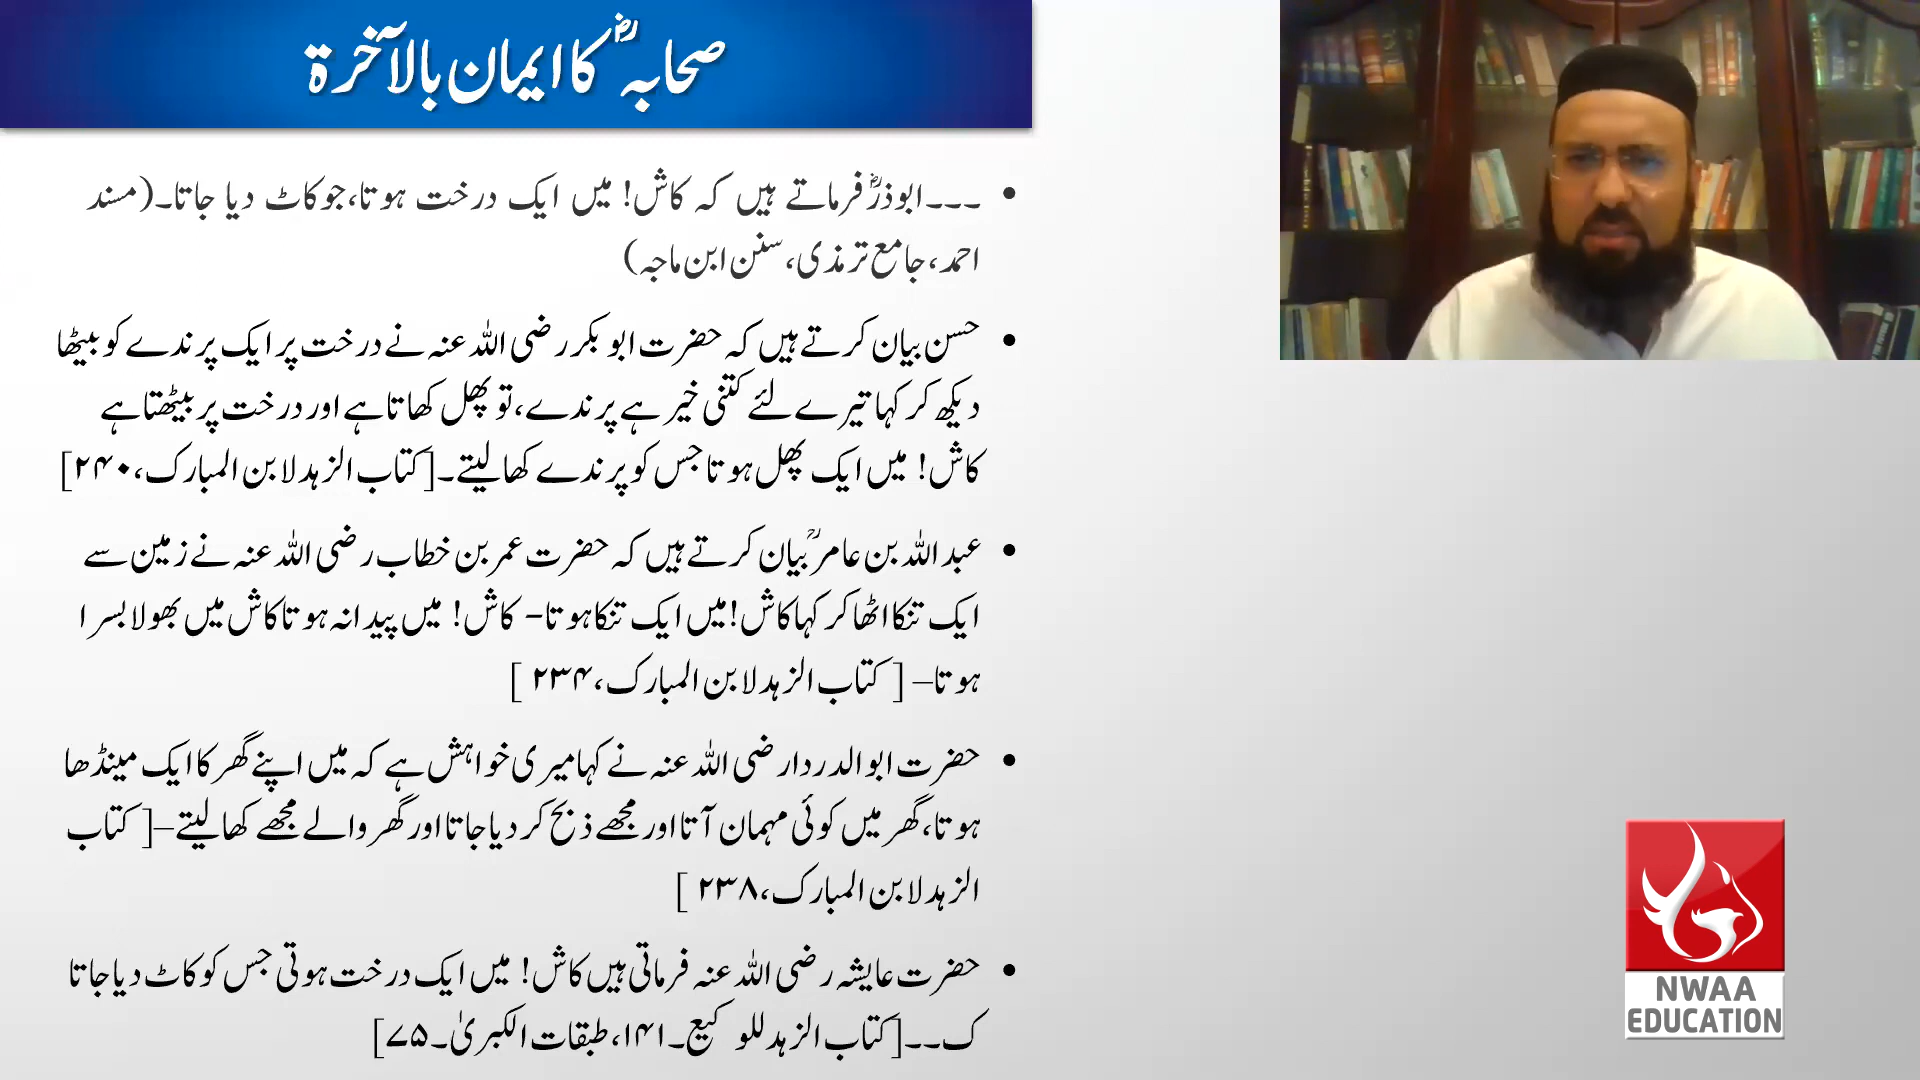 صحابہؓ کا ایمان بالآخرۃ
۔۔۔ابوذرؓفرماتے ہیں کہ کاش! میں ایک درخت ہوتا،جوکاٹ دیا جاتا۔(مسند
احمد،جامع ترمذی،سنن ابن ماجہ)
حسن بیان کرتے ہیں کہ حضرت ابو بکر رضی اللہ عنہ نے درخت پر ایک پرندے کو بیٹھا
دیکھ کر کہا تیرے لئے کتنی خیر ہے پرندے،تو پھل کھاتا ہے اور درخت پر بیٹھتا ہے
کاش! میں ایک پھل ہوتا جس کو پرندے کھا لیتے۔[کتاب الزہد لابن المبارک،۲۴۰]
عبد اللہ بن عامرؒ بیان کرتے ہیں کہ حضرت عمر بن خطاب رضی اللہ عنہ نے زمین سے
ایک تنکا اٹھا کر کہا کاش!میں ایک تنکا ہوتا- کاش! میں پیدا نہ ہوتا کاش میں بھولا بسرا
ہوتا– [ کتاب الزہد لابن المبارک،۲۳۴ ]
حضرت ابو الدردا رضی اللہ عنہ نے کہا میری خواہش ہے کہ میں اپنے گھر کا ایک مینڈھا
ہوتا،گھر میں کوئی مہمان آتا اور مجھے ذبح کر دیا جاتا اور گھر والے مجھے کھا لیتے–[ کتاب
الزہد لابن المبارک،۲۳۸ ]
حضرت عایشہ رضی اللہ عنہ فرماتی ہیں کاش! میں ایک درخت ہوتی جس کو کاٹ دیا جاتا
ک۔۔[کتاب الزہد للوکیع۔۱۴۱،طبقات الکبریٰ۔۷۵]
NWAA
EDUCATION